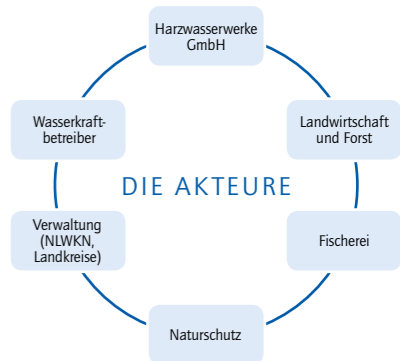 Harzwasserwerke
GmbH
Wasserkraft-
betreiber
Landwirtschaft
und Forst
DIE AKTEURE
Verwaltung
(NLWKN,
Landkreise)
Fischerei
Naturschutz